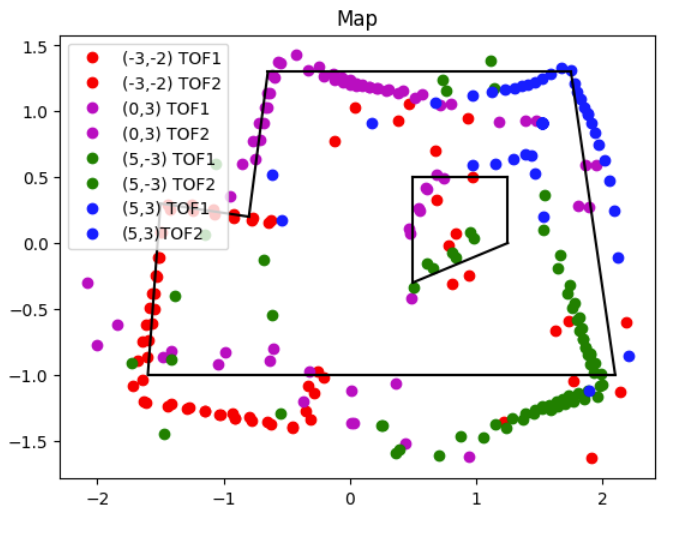 Map
1.5
1.0
0.5
0.0
−0.5
−1.0
−1.5
(-3,-2) TOF1
(-3,-2) TOF2
(0,3) TOF1
(0,3) TOF2
(5,-3) TOF1
(5,-3) TOF2
(5,3) TOF1
(5,3)TOF2
−2 −1 0 1 2